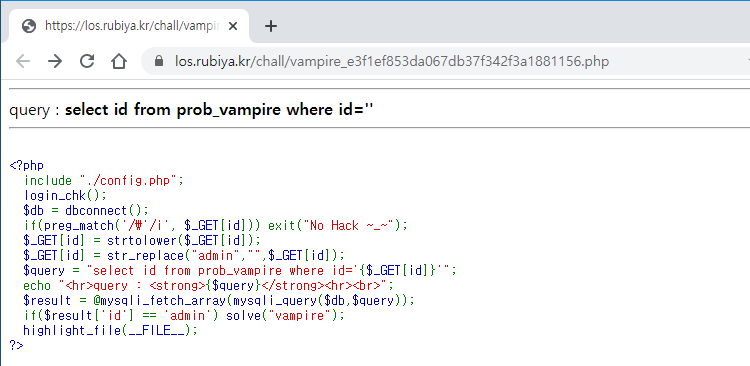 https://los.rubiya.kr/chall/vampir
los.rubiya.kr/chall/vampire_e3f1ef853da067db37f342f3a1881156.php
query : select id from prob_vampire where id=''
<?php
  include "./config.php";
  login_chk();
  $db = dbconnect();
  if(preg_match('/₩'/i', $_GET[id])) exit("No Hack ~_~");
  $_GET[id] = strtolower($_GET[id]);
  $_GET[id] = str_replace("admin","",$_GET[id]);
  $query = "select id from prob_vampire where id='{$_GET[id]}'";
  echo "<hr>query : <strong>{$query}</strong><hr><br>";
  $result = @mysqli_fetch_array(mysqli_query($db,$query));
  if($result['id'] == 'admin') solve("vampire");
  highlight_file(__FILE__);
?>